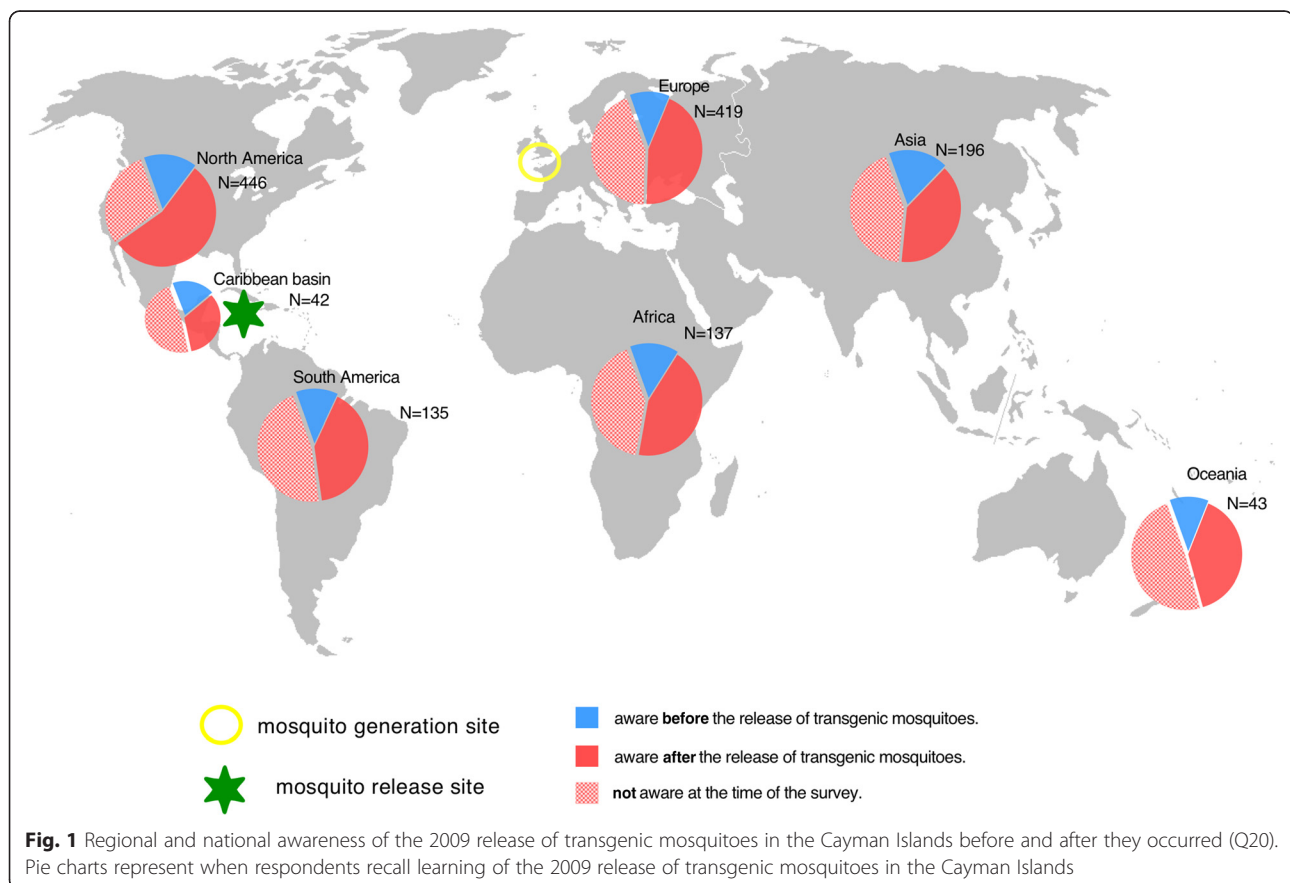 Europe
N=419
North America
N=446
Asia
N=196
Caribbean basin
N=42
Africa
N=137
South America
N=135
Oceania
N=43
mosquito generation site
mosquito release site
aware before the release of transgenic mosquitoes.
aware after the release of transgenic mosquitoes.
not aware at the time of the survey.
Fig. 1 Regional and national awareness of the 2009 release of transgenic mosquitoes in the Cayman Islands before and after they occurred (Q20).
Pie charts represent when respondents recall learning of the 2009 release of transgenic mosquitoes in the Cayman Islands